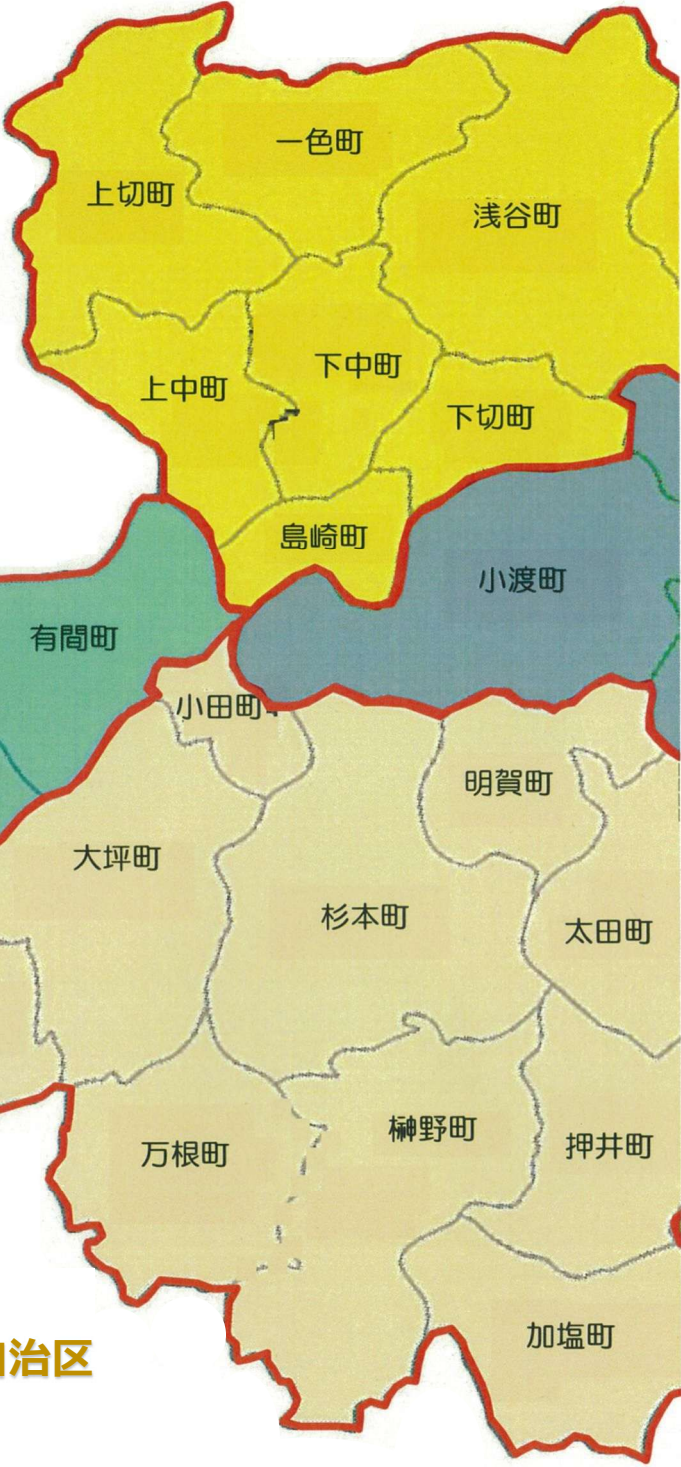 一色町
上切町
浅谷町
下中町
上中町
下切町
島崎町
小渡町
有間町
小田町
明賀町
大坪町
杉本町
太田町
榊野町
押井町
万根町
加塩町
治区